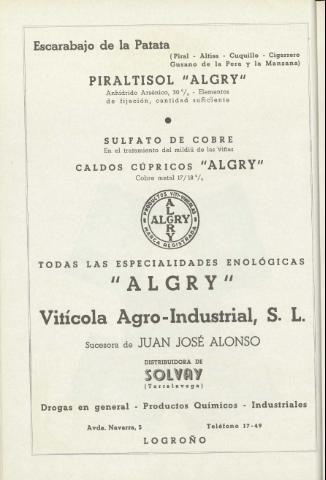 Escarabajo de la Patata
(Piral - Altisa - Cuquillo - Cigarrero
Gusano de la Pera y la Manzana)
PIRALTISOL "ALGRY"
Anhídrido Arsénico, 30 °/o - Elementos
de fijación, cantidad suficiente
SULFATO DE COBRE
En el tratamiento del mildiú de las Viñas
CALDOS CÚPRICOS "ALGRY"
Cobre metal 17/18 °/o
PRODUCTOS VITI-VINICOLAS
ALGRY
ALGRY
MARCA REGISTRADA
TODAS LAS ESPECIALIDADES ENOLÓGICAS
"ALGRY"
Vitícola Agro-Industrial, S. L.
Sucesora de JUAN JOSÉ ALONSO
DISTRIBUIDORA DE
SOLVAY
(Torrelavega)
Drogas en general - Productos Químicos - Industriales
Avda. Navarra, 5 Teléfono 17-49
LOGROÑO